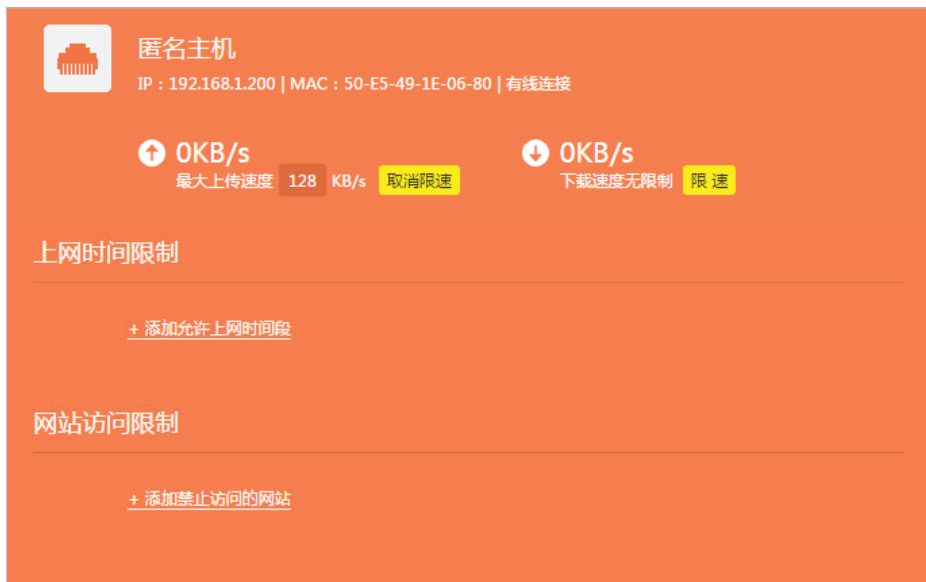 匿名主机
IP：192.168.1.200 | MAC：50-E5-49-1E-06-80 | 有线连接
0KB/s 0KB/s
最大上传速度 128 KB/s 取消限速 下载速度无限制 限 速
上网时间限制
+ 添加允许上网时间段
网站访问限制
+ 添加禁止访问的网站